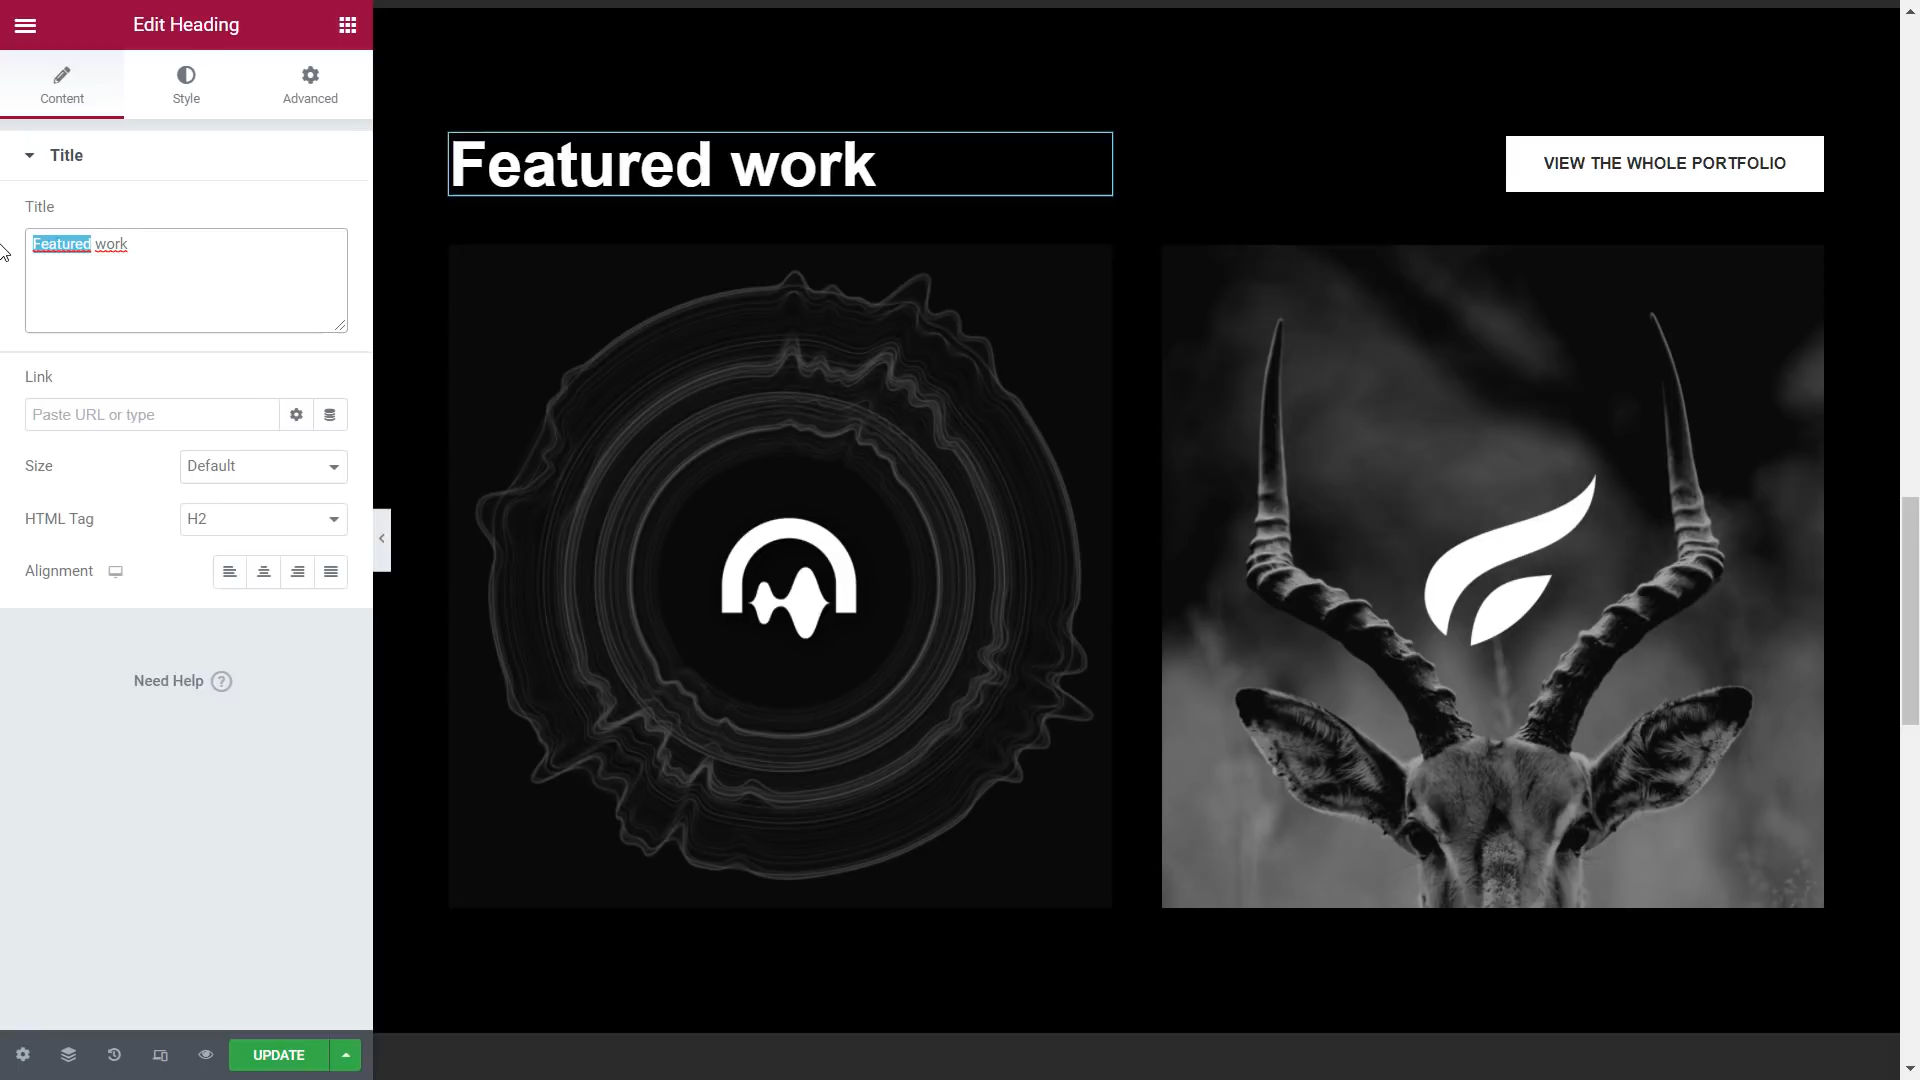 Edit Heading
Content
Style
Advanced
Title
Title
Featured work
Link
Paste URL or type
Size
Default
HTML Tag
H2
Alignment
Need Help ?
UPDATE
Featured work
VIEW THE WHOLE PORTFOLIO